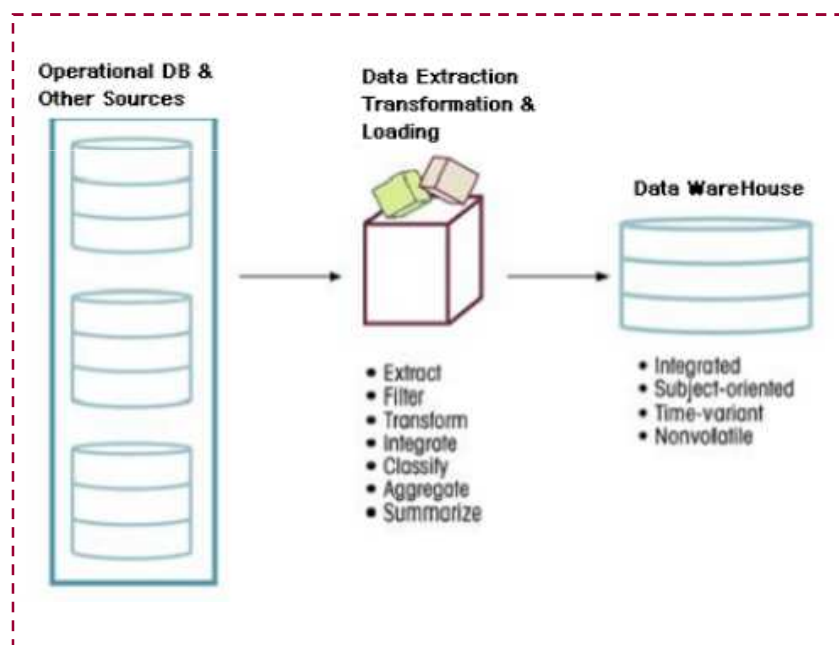 Operational DB &
Other Sources
Data Extraction
Transformation &
Loading
• Extract
• Filter
• Transform
• Integrate
• Classify
• Aggregate
• Summarize
Data WareHouse
• Integrated
• Subject-oriented
• Time-variant
• Nonvollatile